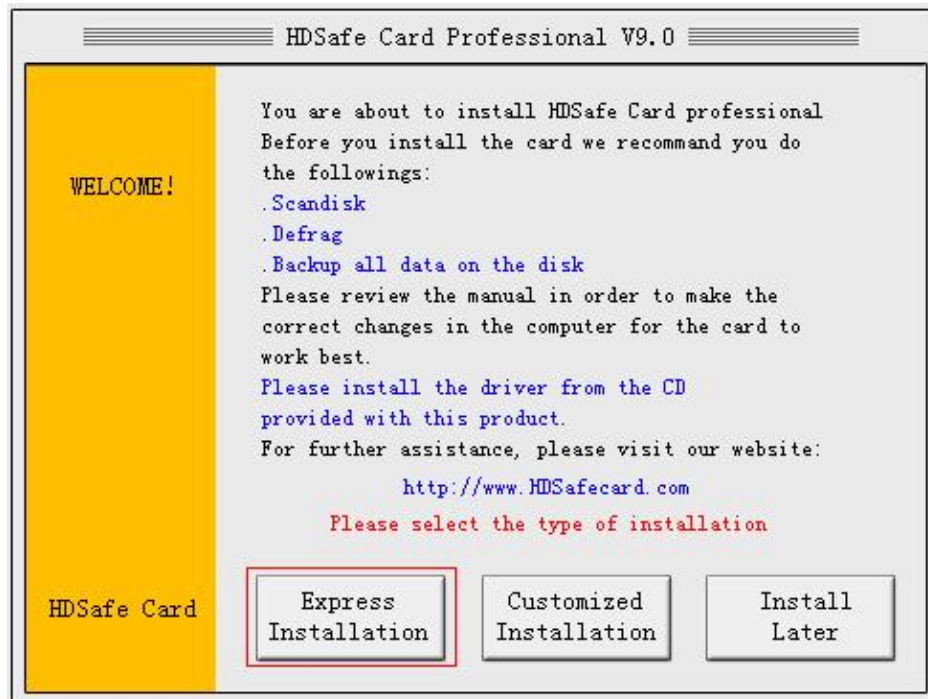 HDSafe Card Professional V9.0
WELCOME!
You are about to install HDSafe Card professional
Before you install the card we recommand you do
the followings:
.Scandisk
.Defrag
.Backup all data on the disk
Please review the manual in order to make the
correct changes in the computer for the card to
work best.
Please install the driver from the CD
provided with this product.
For further assistance, please visit our website:
http://www.HDSafecard.com
Please select the type of installation
HDSafe Card
Express
Installation
Customized
Installation
Install
Later